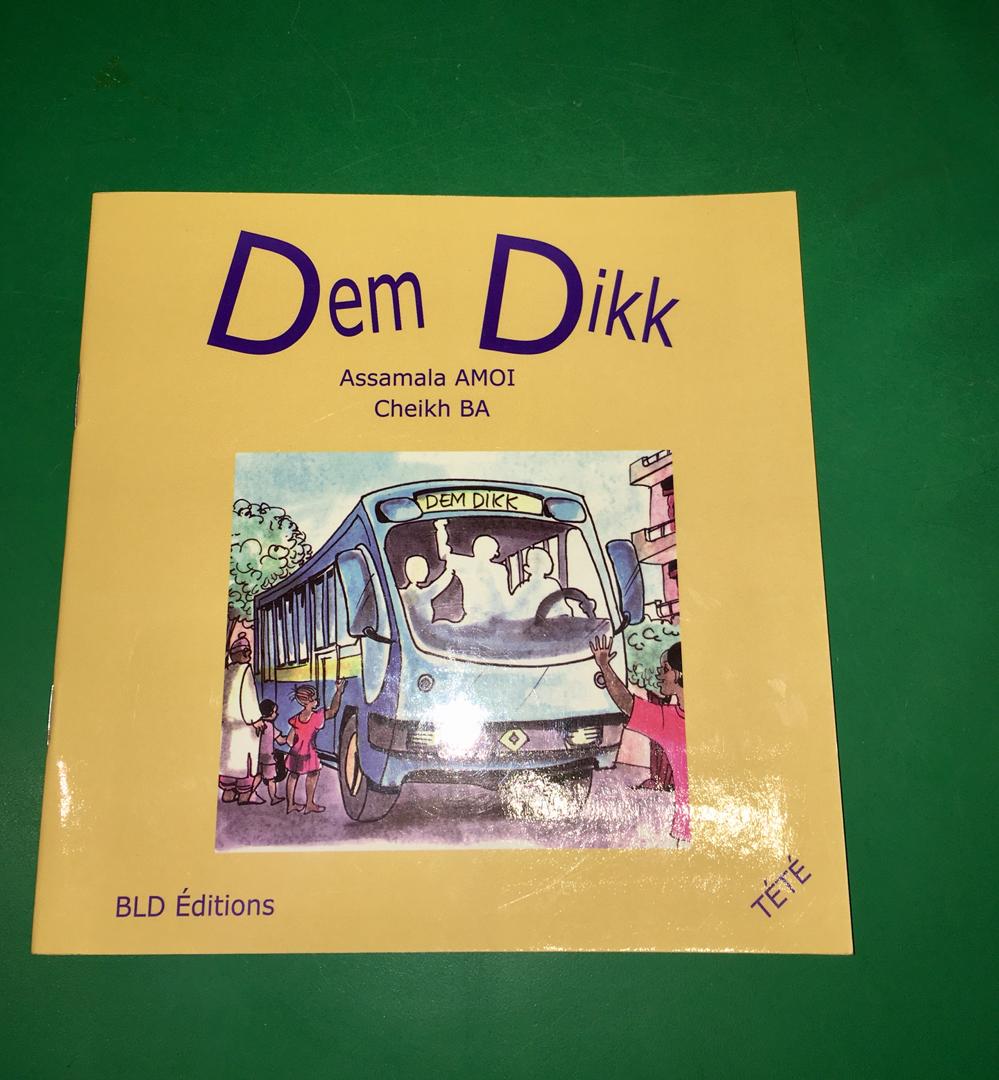 Dem Dikk
Assamala AMOI
Cheikh BA
DEM DIKK
BLD Éditions
TÉTÉ